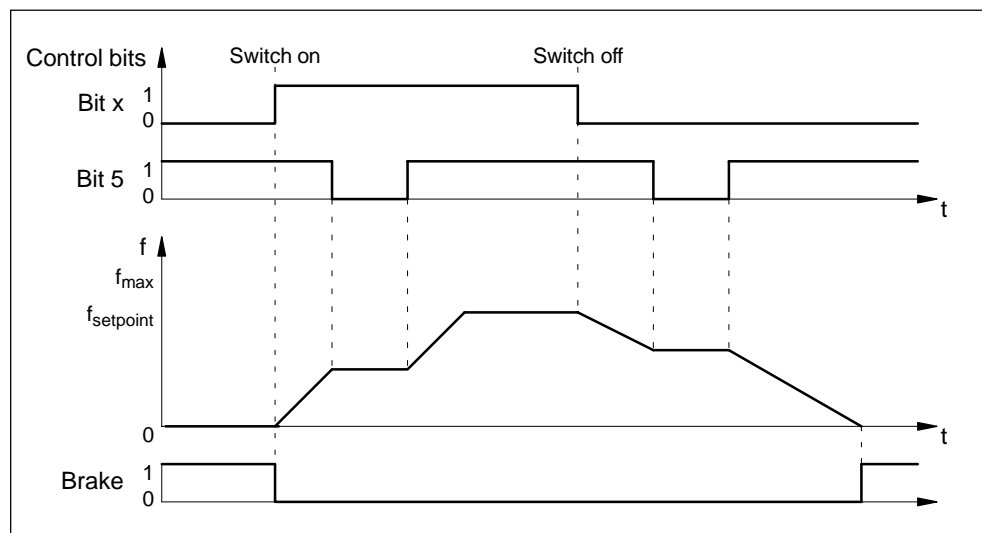 Control bits
Switch on
Switch off
Bit x
1
0
Bit 5
1
0
t
f
fmax
fsetpoint
0
t
Brake
1
0